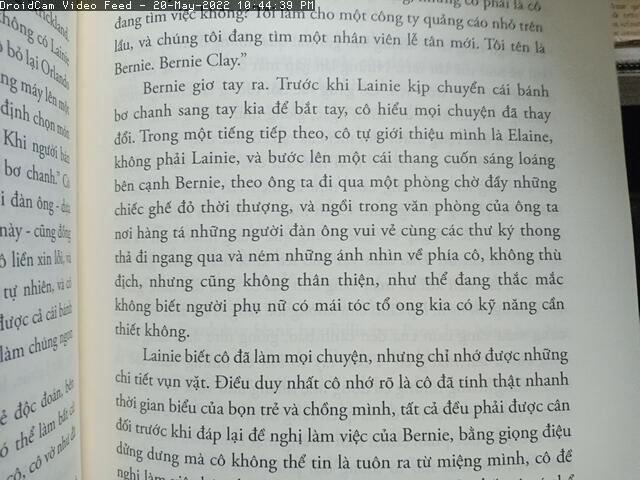 DroidCam Video Feed - 20-May-2022 10:44:39 PM
ckland
không có Lainie
ô bỏ lại Orlando
ng máy lên một
định chọn món
Khi người bán
bơ chanh." Cô
i đàn ông - đưa
này - cũng đồng
ô liền xin lỗi, và
tự nhiên, và có
được cả cái bánh
làm chúng ngon
ẻ độc đoán, bên
ó thể làm bất cứ
cô, cô vờ như đã
đang tìm việc không? Tôi làm cho một công ty quảng cáo nhỏ trên
lầu, và chúng tôi đang tìm một nhân viên lễ tân mới. Tôi tên là
Bernie. Bernie Clay."
Bernie giơ tay ra. Trước khi Lainie kịp chuyển cái bánh
bơ chanh sang tay kia để bắt tay, cô hiểu mọi chuyện đã thay
đổi. Trong một tiếng tiếp theo, cô tự giới thiệu mình là Elaine,
không phải Lainie, và bước lên một cái thang cuốn sáng loáng
bên cạnh Bernie, theo ông ta đi qua một phòng chờ đầy những
chiếc ghế đỏ thời thượng, và ngồi trong văn phòng của ông ta
nơi hàng tá những người đàn ông vui vẻ cùng các thư ký thong
thả đi ngang qua và ném những ánh nhìn về phía cô, không thù
địch, nhưng cũng không thân thiện, như thể đang thắc mắc
không biết người phụ nữ có mái tóc tổ ong kia có kỹ năng cần
thiết không.
Lainie biết cô đã làm mọi chuyện, nhưng chỉ nhớ được những
chi tiết vụn vặt. Điều duy nhất cô nhớ rõ là cô đã tính thật nhanh
thời gian biểu của bọn trẻ và chồng mình, tất cả đều phải được cân
đối trước khi đáp lại đề nghị làm việc của Bernie, bằng giọng điệu
dửng dưng mà cô không thể tin là tuôn ra từ miệng mình, cô đề